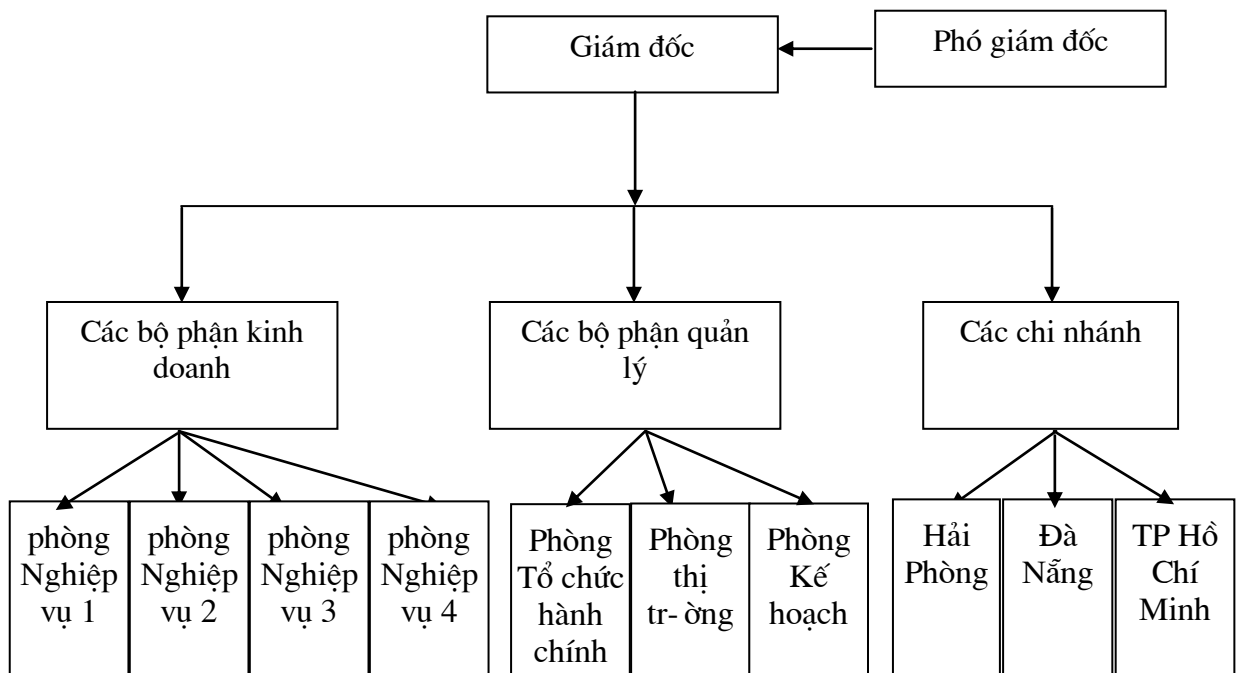 Giám đốc
Phó giám đốc
Các bộ phận kinh
doanh
Các bộ phận quản
lý
Các chi nhánh
phòng
Nghiệp
vụ 1
phòng
Nghiệp
vụ 2
phòng
Nghiệp
vụ 3
phòng
Nghiệp
vụ 4
Phòng
Tổ chức
hành
chính
Phòng
thị
tr- ờng
Phòng
Kế
hoạch
Hải
Phòng
Đà
Nẵng
TP Hồ
Chí
Minh